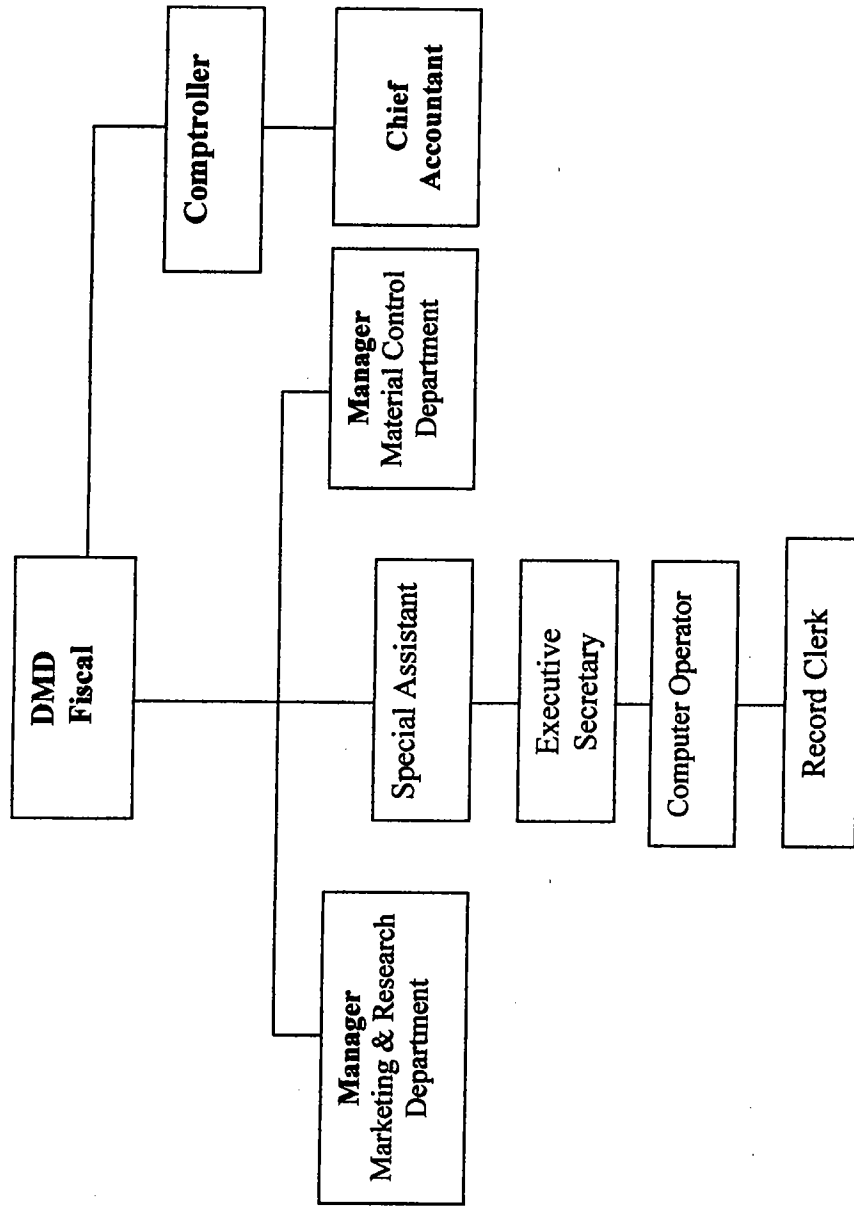 DMD
Fiscal
Comptroller
Manager
Marketing & Research
Department
Special Assistant
Manager
Material Control
Department
Chief
Accountant
Executive
Secretary
Computer Operator
Record Clerk